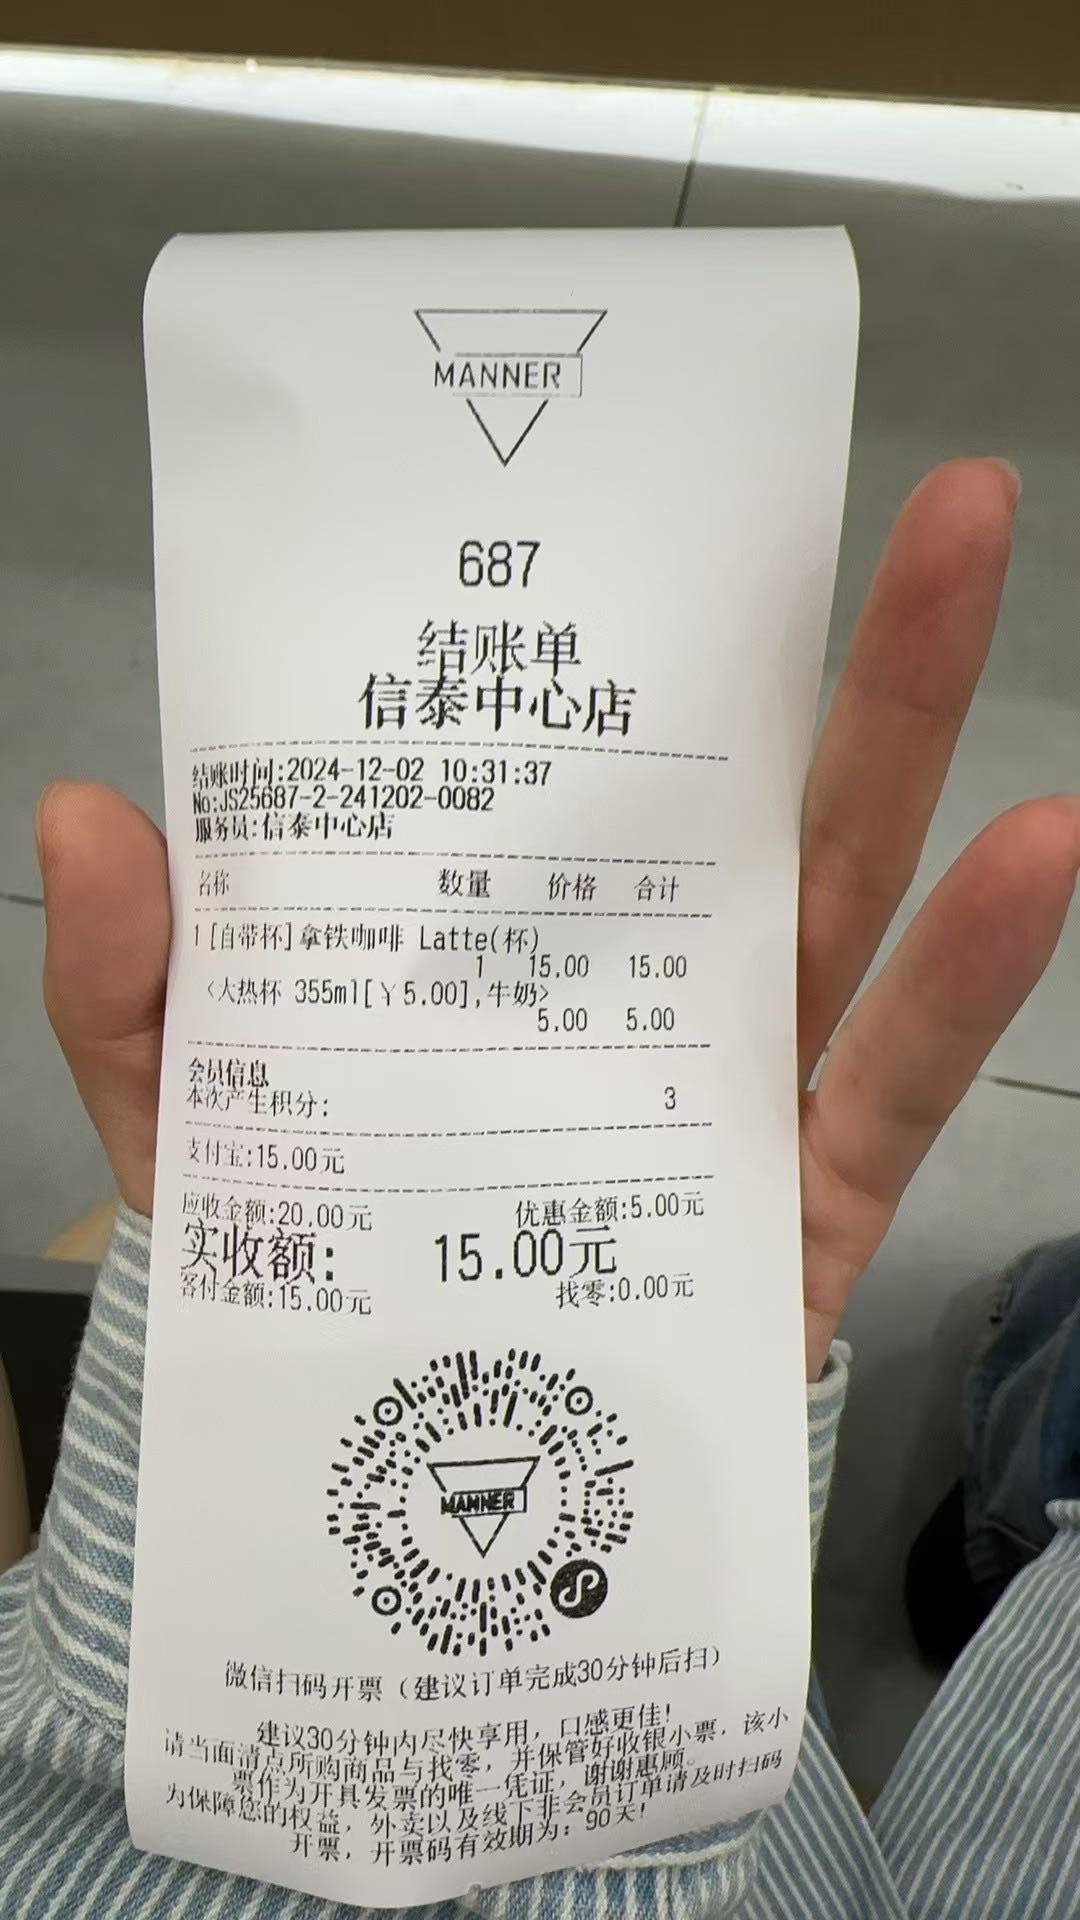 MANNER
687
结账单
信泰中心店
结账时间:2024-12-02 10:31:37
No:JS25687-2-241202-0082
服务员:信泰中心店
名称 数量 价格 合计
1[自带杯]拿铁咖啡 Latte(杯)
1 15.00 15.00
<大热杯 355ml[￥5.00],牛奶>
5.00 5.00
会员信息
本次产生积分: 3
支付宝:15.00元
应收金额:20.00元 优惠金额:5.00元
实收额: 15.00元
客付金额:15.00元 找零:0.00元
MANNER
微信扫码开票（建议订单完成30分钟后扫）
建议30分钟内尽快享用，口感更佳!
请当面清点所购商品与找零，并保管好收银小票，该小
票作为开具发票的唯一凭证，谢谢惠顾。
为保障您的权益，外卖以及线下非会员订单请及时扫码
开票，开票码有效期为：90天!